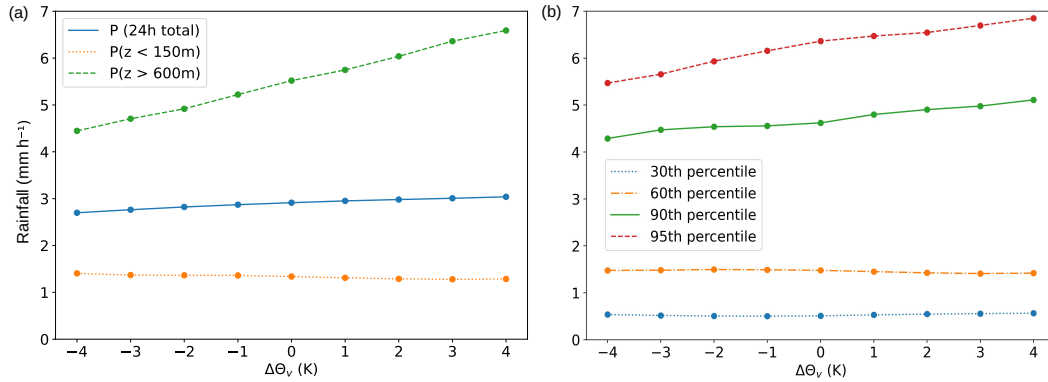 (a)
P (24h total)
P(z < 150m)
P(z > 600m)
Rainfall (mm h⁻¹)
7
6
5
4
3
2
1
0
−4 −3 −2 −1 0 1 2 3 4
ΔΘᵥ (K)
(b)
7
6
5
4
3
2
1
0
30th percentile
60th percentile
90th percentile
95th percentile
−4 −3 −2 −1 0 1 2 3 4
ΔΘᵥ (K)